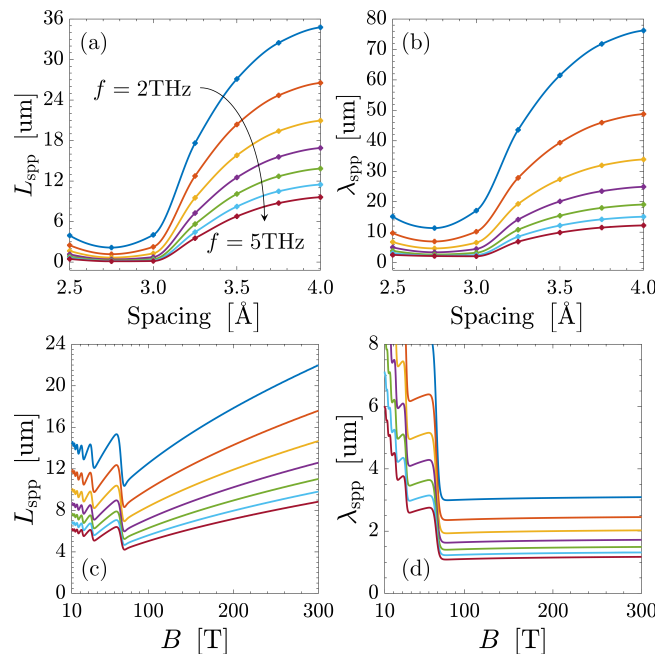 (a)
36
30
24
18
12
6
0
L_spp [um]
f = 2THz
f = 5THz
2.5 3.0 3.5 4.0
Spacing [Å]
(b)
80
70
60
50
40
30
20
10
0
λ_spp [um]
2.5 3.0 3.5 4.0
Spacing [Å]
24
20
16
12
8
4
0
L_spp [um]
(c)
10 100 200 300
B [T]
8
6
4
2
0
λ_spp [um]
(d)
10 100 200 300
B [T]